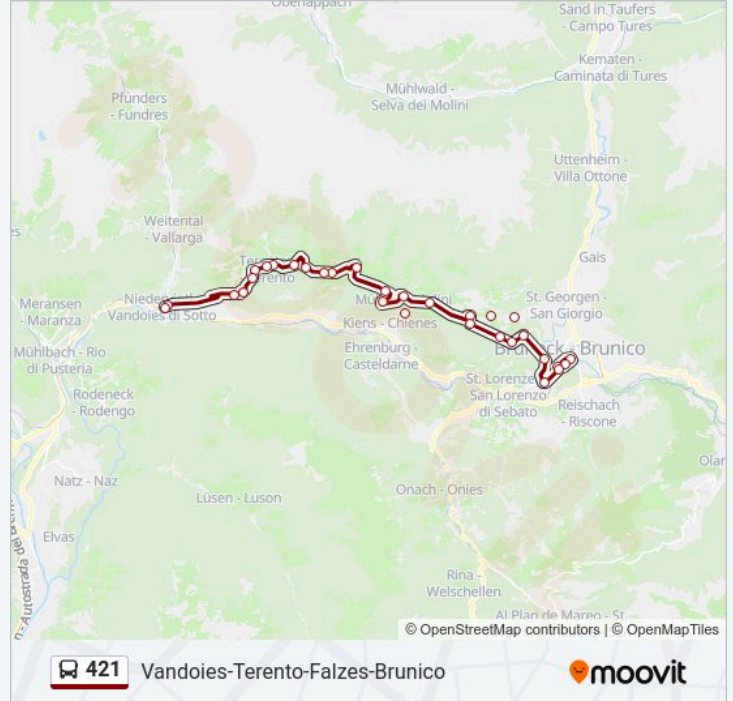 Oberlappach
Sand in Taufers
- Campo Tures
Kematen -
Caminata di Tures
Mühlwald -
Selva dei Molini
Pfunders
- Fundres
Uttenheim -
Villa Ottone
Weitental
- Vallarga
Gais
Meransen
- Maranza
Vandoies di Sotto
St. Georgen -
San Giorgio
Kiens - Chienes
Mühlbach - Rio
di Pusteria
Ehrenburg -
Casteldarne
- Brunico
St. Lorenzen
San Lorenzo
di Sebato
Rodeneck
- Rodengo
Reischach
- Riscone
Natz - Naz
Lüsen - Luson
Onach - Onies
Elvas
n - Autostrada del
Rina -
Welschellen
Al Plan de Mareo - St.
© OpenStreetMap contributors | © OpenMapTiles
421 Vandoies-Terento-Falzes-Brunico
moovit